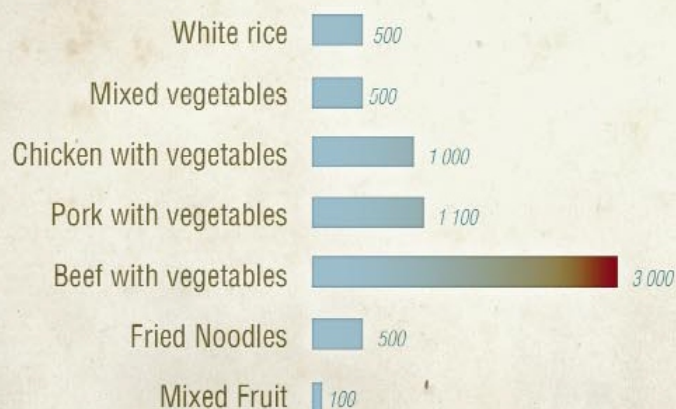 White rice 500
Mixed vegetables 500
Chicken with vegetables 1 000
Pork with vegetables 1 100
Beef with vegetables 3 000
Fried Noodles 500
Mixed Fruit 100